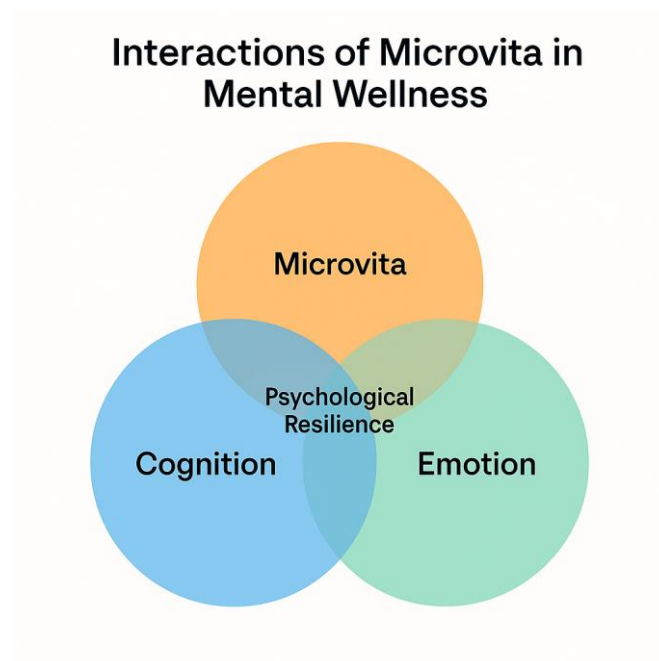 Interactions of Microvita in
Mental Wellness
Microvita
Psychological
Resilience
Cognition
Emotion